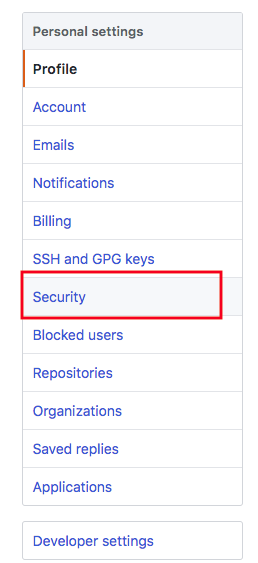 Personal settings
Profile
Account
Emails
Notifications
Billing
SSH and GPG keys
Security
Blocked users
Repositories
Organizations
Saved replies
Applications
Developer settings